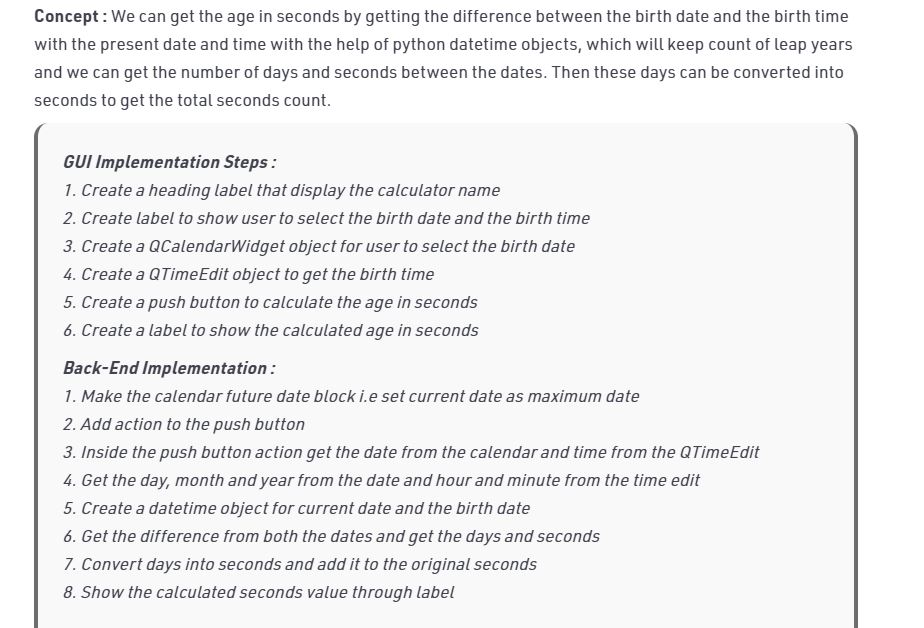 Concept : We can get the age in seconds by getting the difference between the birth date and the birth time
with the present date and time with the help of python datetime objects, which will keep count of leap years
and we can get the number of days and seconds between the dates. Then these days can be converted into
seconds to get the total seconds count.
GUI Implementation Steps :
1. Create a heading label that display the calculator name
2. Create label to show user to select the birth date and the birth time
3. Create a QCalendarWidget object for user to select the birth date
4. Create a QTimeEdit object to get the birth time
5. Create a push button to calculate the age in seconds
6. Create a label to show the calculated age in seconds
Back-End Implementation :
1. Make the calendar future date block i.e set current date as maximum date
2. Add action to the push button
3. Inside the push button action get the date from the calendar and time from the QTimeEdit
4. Get the day, month and year from the date and hour and minute from the time edit
5. Create a datetime object for current date and the birth date
6. Get the difference from both the dates and get the days and seconds
7. Convert days into seconds and add it to the original seconds
8. Show the calculated seconds value through label